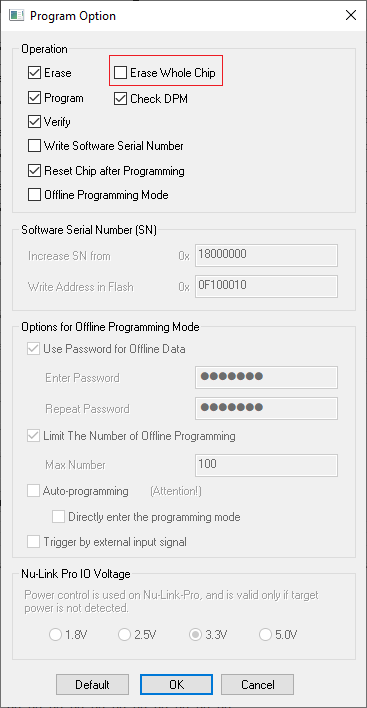 Program Option
Operation
Erase
Erase Whole Chip
Program
Check DPM
Verify
Write Software Serial Number
Reset Chip after Programming
Offline Programming Mode
Software Serial Number (SN)
Increase SN from 0x 18000000
Write Address in Flash 0x 0F100010
Options for Offline Programming Mode
Use Password for Offline Data
Enter Password ●●●●●●●
Repeat Password ●●●●●●●
Limit The Number of Offline Programming
Max Number 100
Auto-programming (Attention!)
Directly enter the programming mode
Trigger by external input signal
Nu-Link Pro IO Voltage
Power control is used on Nu-Link-Pro, and is valid only if target
power is not detected.
1.8V 2.5V 3.3V 5.0V
Default OK Cancel